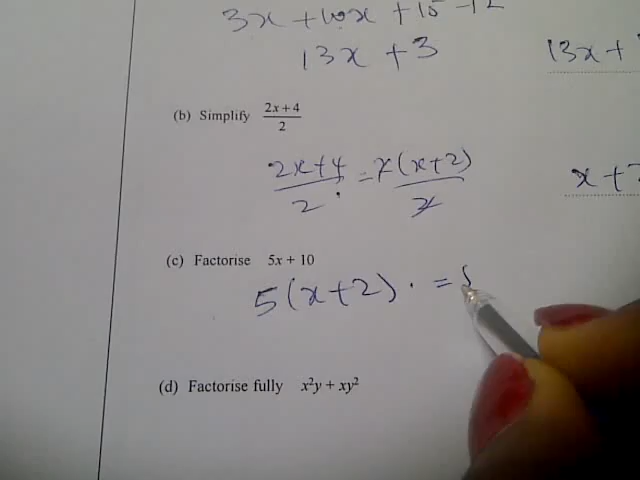 3x + 10x + 15 - 12
13x + 3
13x +
(b) Simplify 2x + 4 / 2
2x+4 / 2 = 2(x+2) / 2
x +
(c) Factorise 5x + 10
5(x+2) . =
(d) Factorise fully x²y + xy²